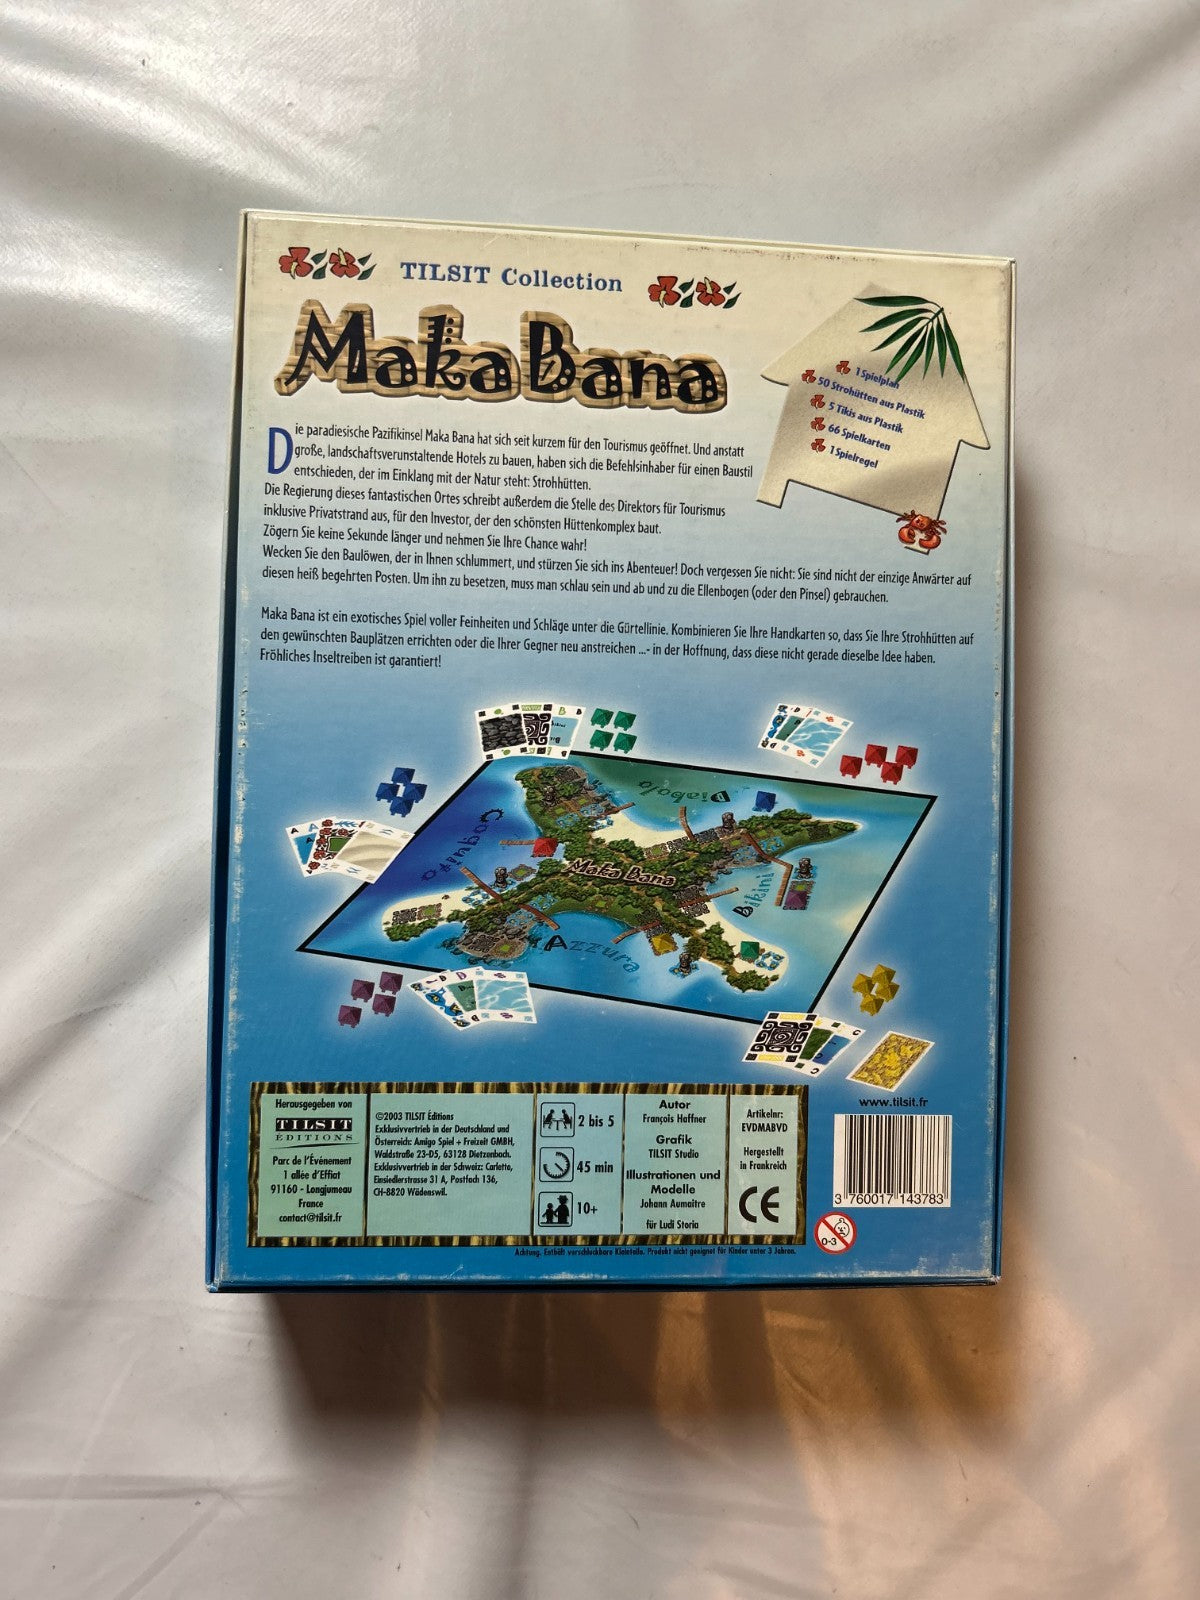 TILSIT Collection
Maka Bana
1 Spielplan
50 Strohhütten aus Plastik
5 Tikis aus Plastik
66 Spielkarten
1 Spielregel
Die paradiesische Pazifikinsel Maka Bana hat sich seit kurzem für den Tourismus geöffnet. Und anstatt
große, landschaftsverunstaltende Hotels zu bauen, haben sich die Befehlsinhaber für einen Baustil
entschieden, der im Einklang mit der Natur steht: Strohhütten.
Die Regierung dieses fantastischen Ortes schreibt außerdem die Stelle des Direktors für Tourismus
inklusive Privatstrand aus, für den Investor, der den schönsten Hüttenkomplex baut.
Zögern Sie keine Sekunde länger und nehmen Sie Ihre Chance wahr!
Wecken Sie den Baulöwen, der in Ihnen schlummert, und stürzen Sie sich ins Abenteuer! Doch vergessen Sie nicht: Sie sind nicht der einzige Anwärter auf
diesen heiß begehrten Posten. Um ihn zu besetzen, muss man schlau sein und ab und zu die Ellenbogen (oder den Pinsel) gebrauchen.
Maka Bana ist ein exotisches Spiel voller Feinheiten und Schläge unter die Gürtellinie. Kombinieren Sie Ihre Handkarten so, dass Sie Ihre Strohhütten auf
den gewünschten Bauplätzen errichten oder die Ihrer Gegner neu anstreichen ...- in der Hoffnung, dass diese nicht gerade dieselbe Idee haben.
Fröhliches Inseltreiben ist garantiert!
Diabolo
Coquito
Maka Bana
Bikini
Azzura
www.tilsit.fr
Herausgegeben von
TILSIT
EDITIONS
Parc de l'Événement
1 allée d'Effiat
91160 - Longjumeau
France
contact@tilsit.fr
©2003 TILSIT Éditions
Exklusivvertrieb in der Deutschland und
Österreich: Amigo Spiel + Freizeit GMBH,
Waldstraße 23-D5, 63128 Dietzenbach.
Exklusivvertrieb in der Schweiz: Carletto,
Einsiedlerstrasse 31 A, Postfach 136,
CH-8820 Wädenswil.
2 bis 5
45 min
10+
Autor
François Haffner
Grafik
TILSIT Studio
Illustrationen und
Modelle
Johann Aumaitre
für Ludi Storia
Artikelnr:
EVDMABVD
Hergestellt
in Frankreich
CE
3 760017 143783
0-3
Achtung. Enthält verschluckbare Kleinteile. Produkt nicht geeignet für Kinder unter 3 Jahren.